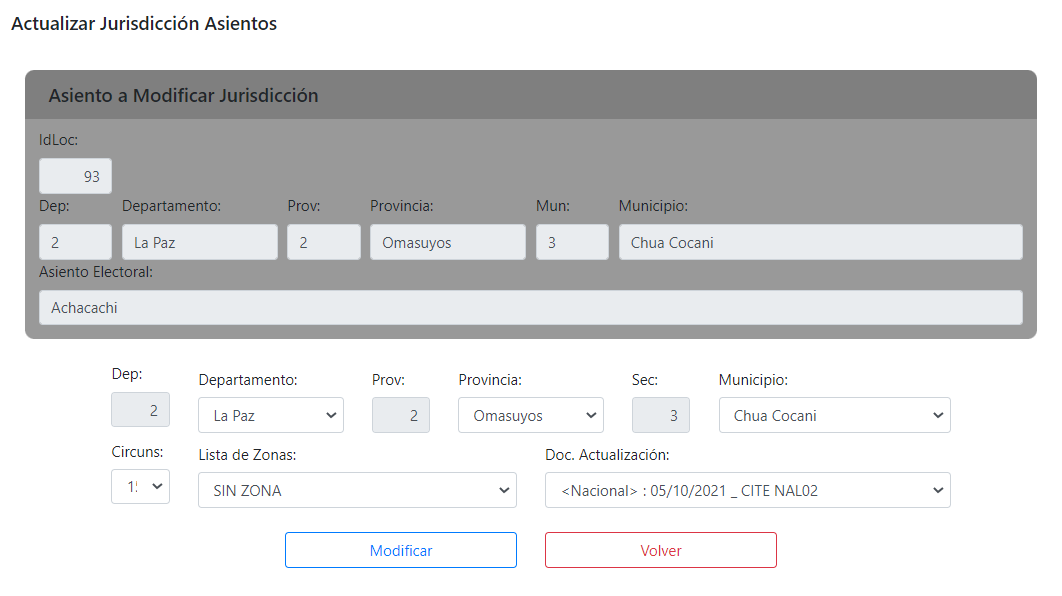 Actualizar Jurisdicción Asientos
Asiento a Modificar Jurisdicción
IdLoc:
93
Dep: Departamento: Prov: Provincia: Mun: Municipio:
2 La Paz 2 Omasuyos 3 Chua Cocani
Asiento Electoral:
Achacachi
Dep: Departamento: Prov: Provincia: Sec: Municipio:
2 La Paz 2 Omasuyos 3 Chua Cocani
Circuns: Lista de Zonas: Doc. Actualización:
SIN ZONA <Nacional> : 05/10/2021 _ CITE NAL02
Modificar Volver